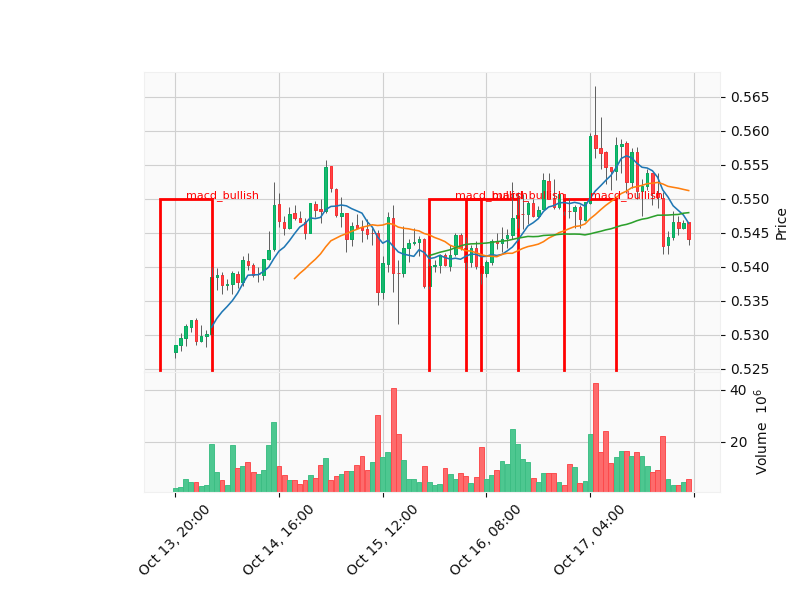 macd_bullish
macd_bullish
macd_bullish
macd_bullish
0.565
0.560
0.555
0.550
0.545
0.540
0.535
0.530
0.525
Price
40
20
Volume 10^6
Oct 13, 20:00
Oct 14, 16:00
Oct 15, 12:00
Oct 16, 08:00
Oct 17, 04:00